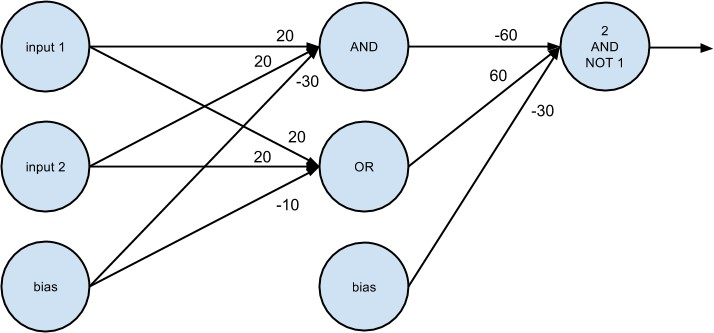 input 1
20
AND
-60
2
AND
NOT 1
20
-30
60
-30
input 2
20
20
OR
-10
bias
bias